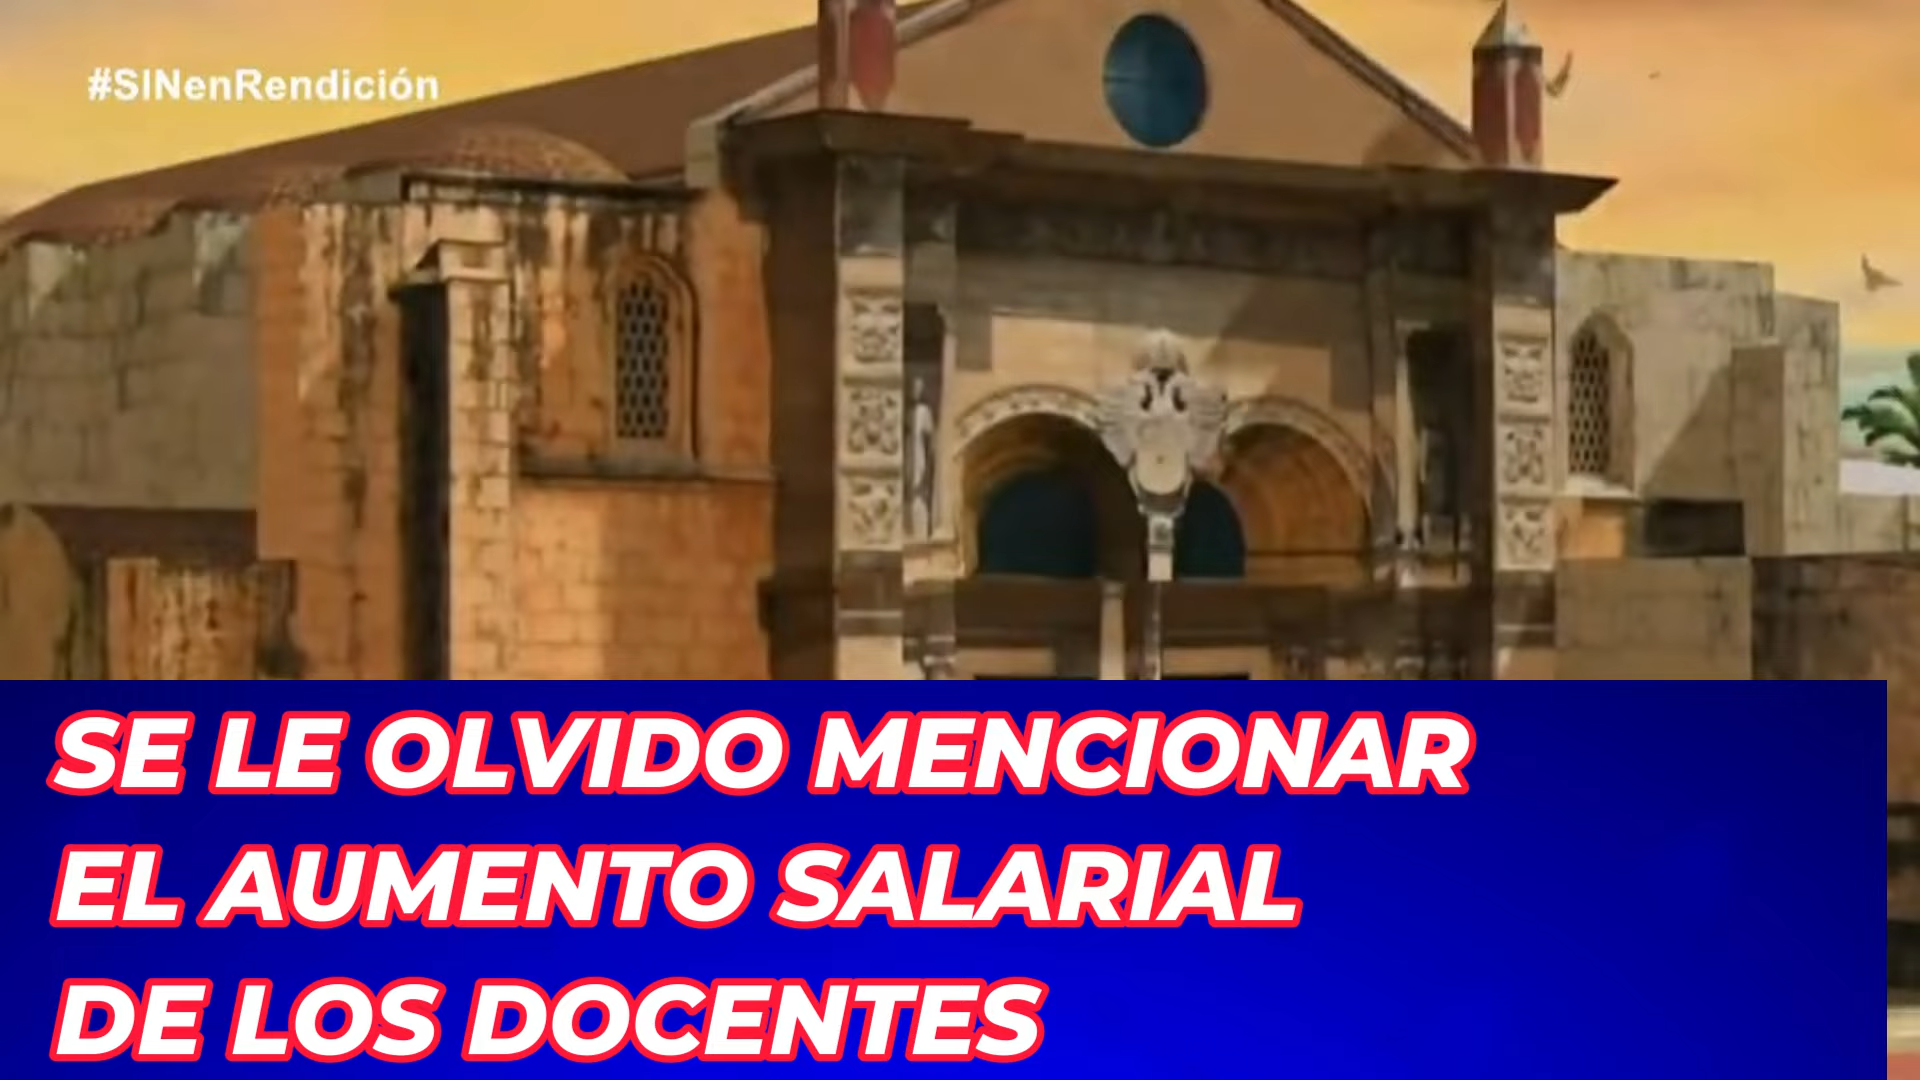 #SINenRendición
SE LE OLVIDO MENCIONAR
EL AUMENTO SALARIAL
DE LOS DOCENTES